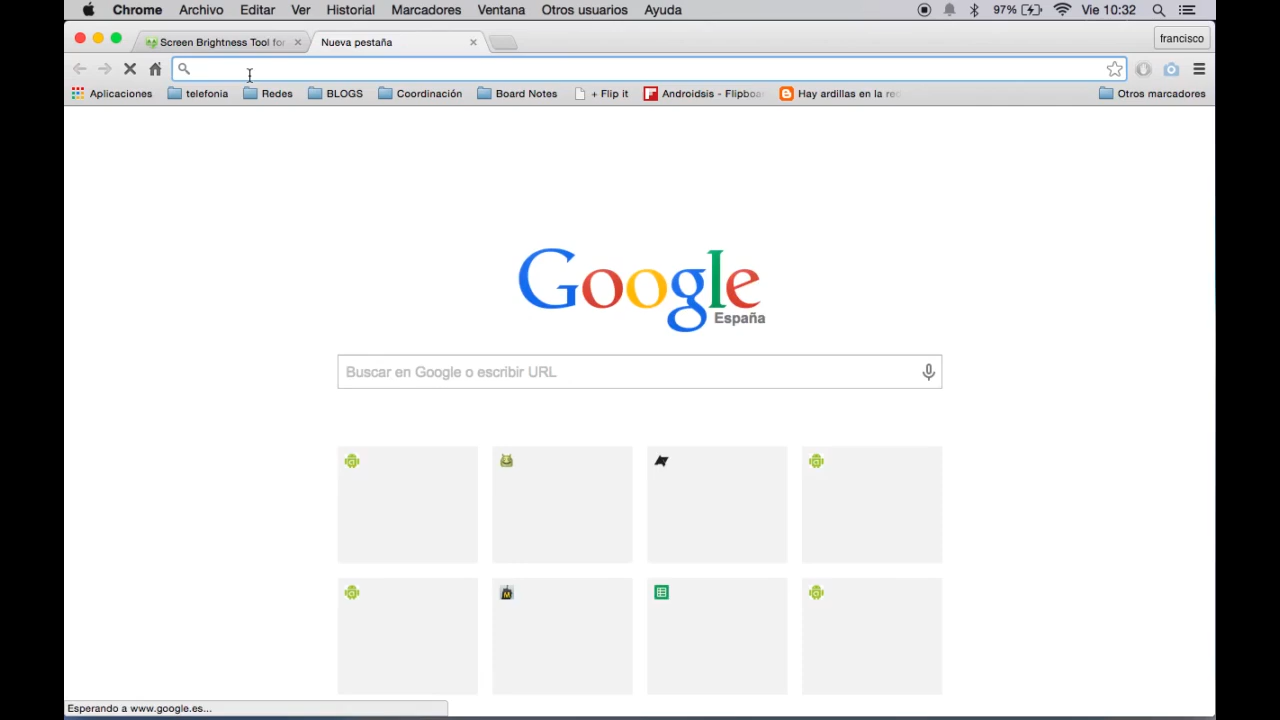 Chrome Archivo Editar Ver Historial Marcadores Ventana Otros usuarios Ayuda 97% Vie 10:32
Screen Brightness Tool for Nueva pestaña francisco
Aplicaciones telefonia Redes BLOGS Coordinación Board Notes + Flip it Androidsis - Flipboa Hay ardillas en la re Otros marcadores
Google
España
Buscar en Google o escribir URL
M
Esperando a www.google.es...